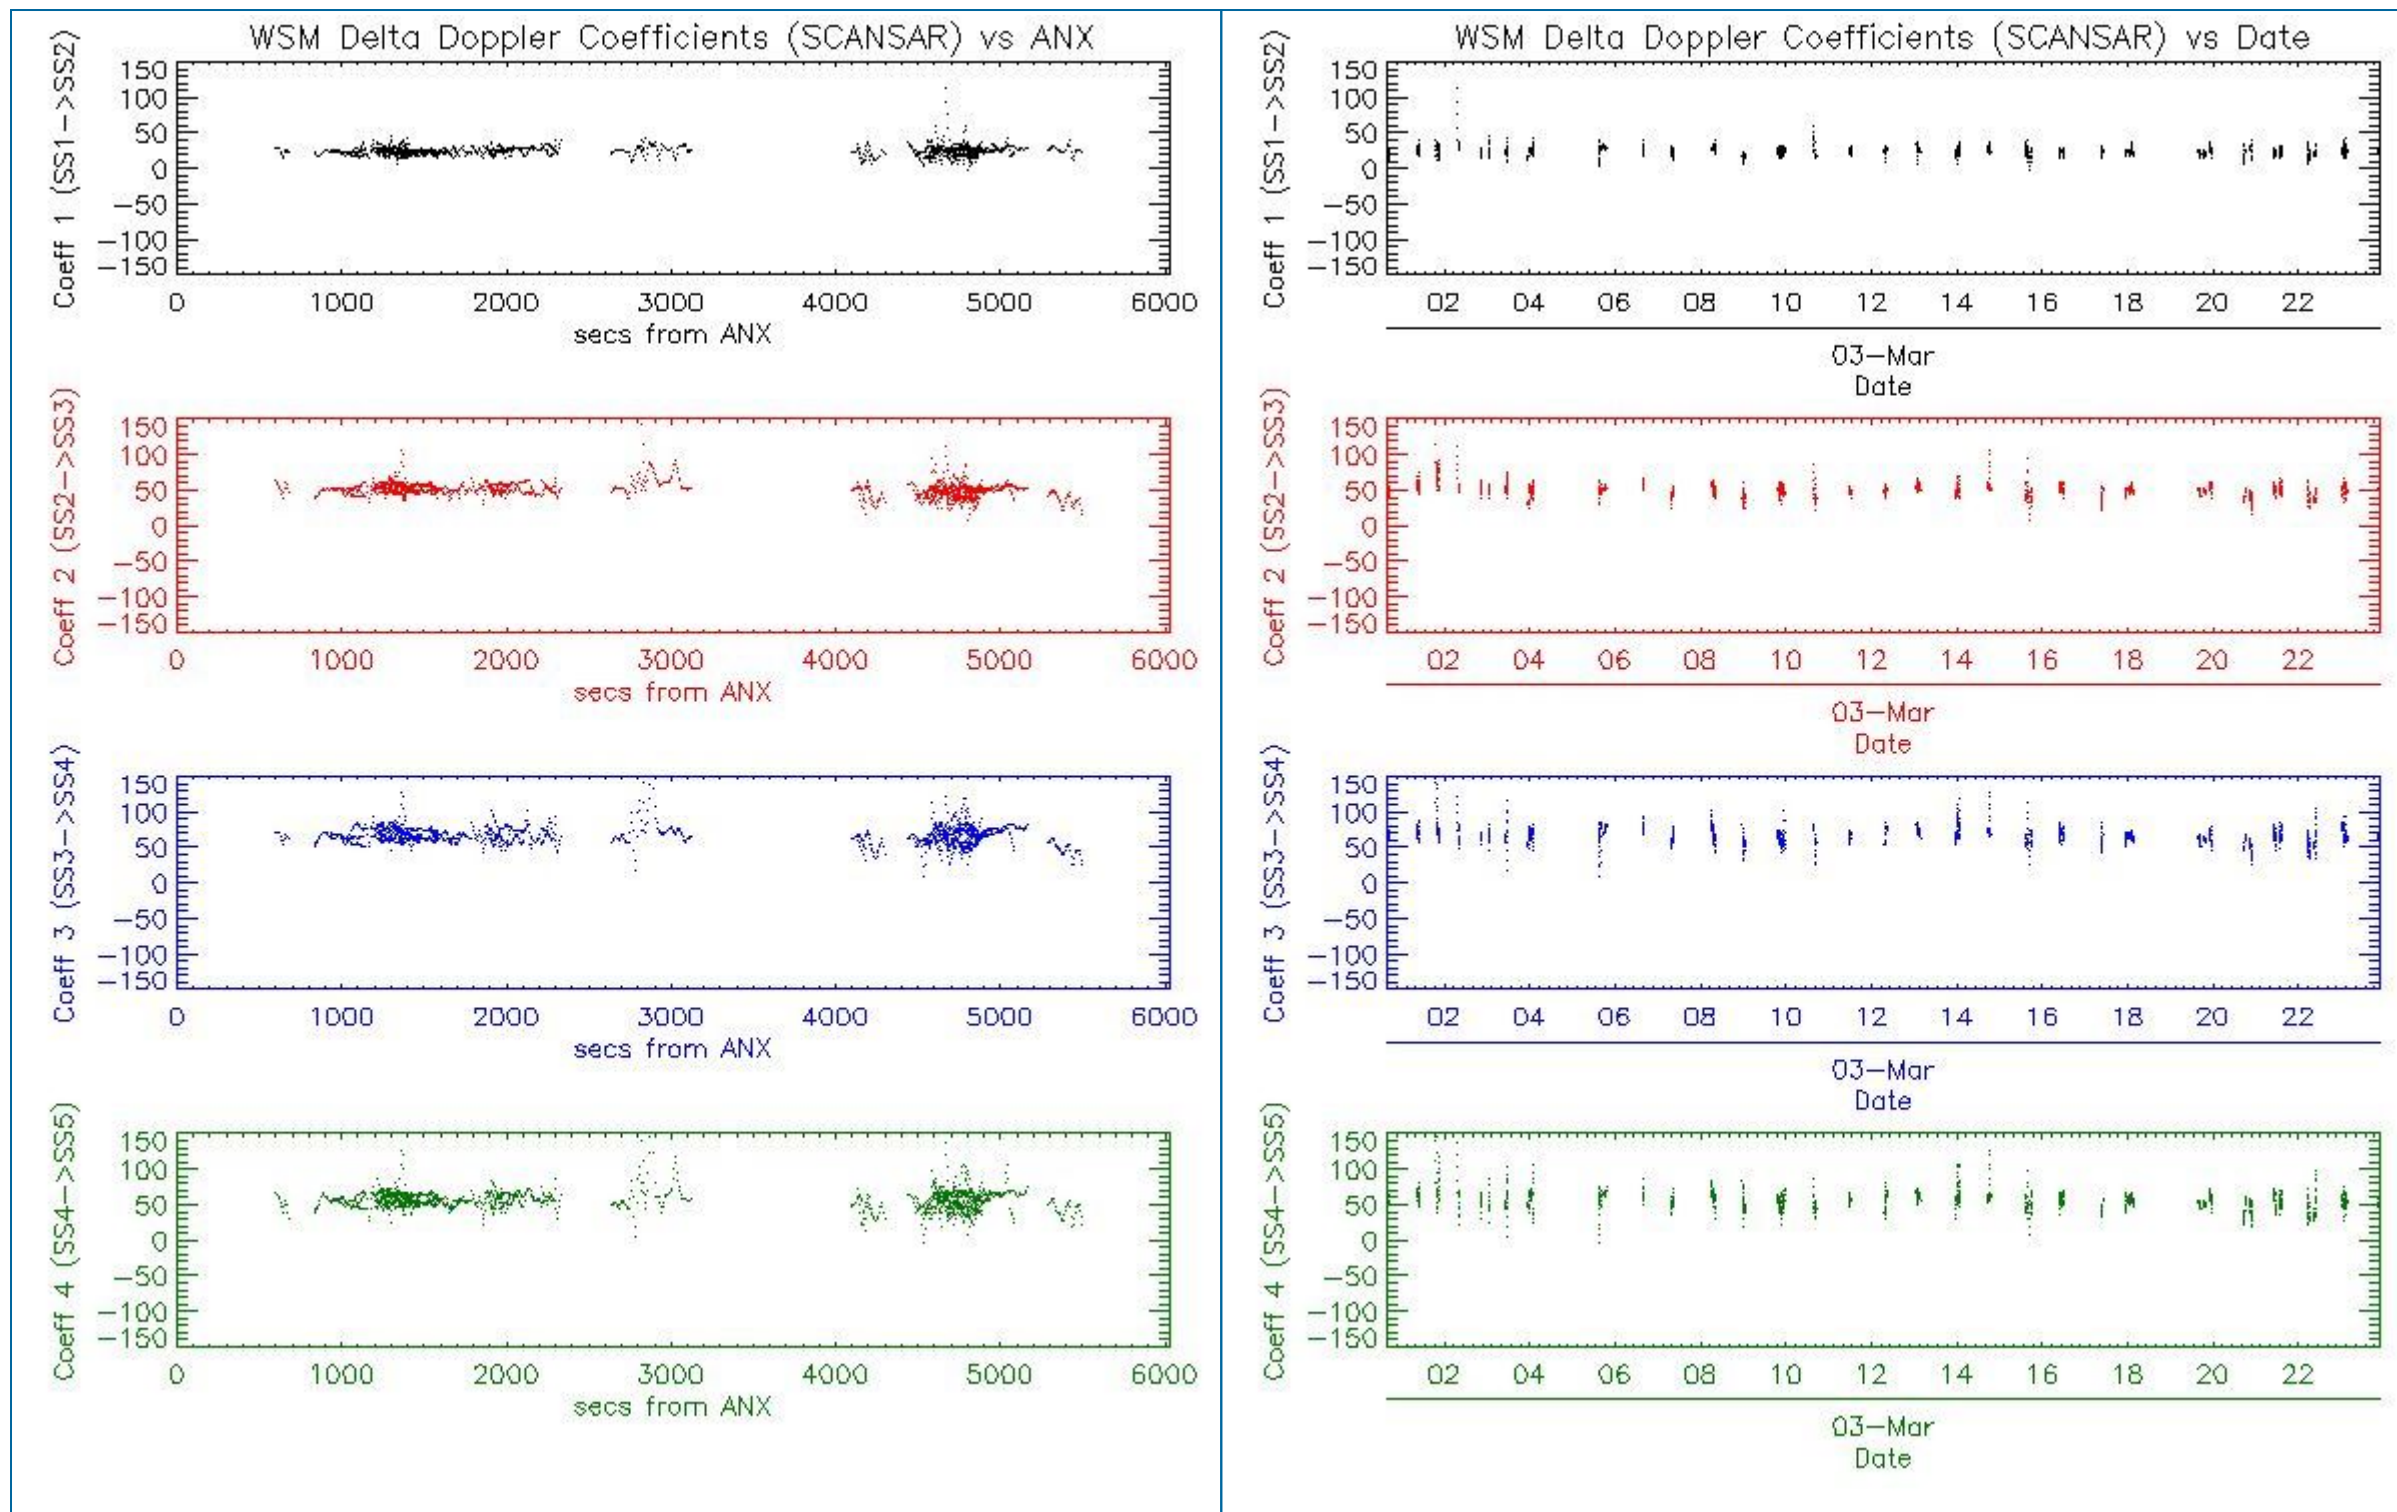 WSM Delta Doppler Coefficients (SCANSAR) vs ANX
Coeff 1 (SS1->SS2)
150
100
50
0
-50
-100
-150
0 1000 2000 3000 4000 5000 6000
secs from ANX
Coeff 2 (SS2->SS3)
150
100
50
0
-50
-100
-150
0 1000 2000 3000 4000 5000 6000
secs from ANX
Coeff 3 (SS3->SS4)
150
100
50
0
-50
-100
-150
0 1000 2000 3000 4000 5000 6000
secs from ANX
Coeff 4 (SS4->SS5)
150
100
50
0
-50
-100
-150
0 1000 2000 3000 4000 5000 6000
secs from ANX
WSM Delta Doppler Coefficients (SCANSAR) vs Date
Coeff 1 (SS1->SS2)
150
100
50
0
-50
-100
-150
02 04 06 08 10 12 14 16 18 20 22
03-Mar
Date
Coeff 2 (SS2->SS3)
150
100
50
0
-50
-100
-150
02 04 06 08 10 12 14 16 18 20 22
03-Mar
Date
Coeff 3 (SS3->SS4)
150
100
50
0
-50
-100
-150
02 04 06 08 10 12 14 16 18 20 22
03-Mar
Date
Coeff 4 (SS4->SS5)
150
100
50
0
-50
-100
-150
02 04 06 08 10 12 14 16 18 20 22
03-Mar
Date